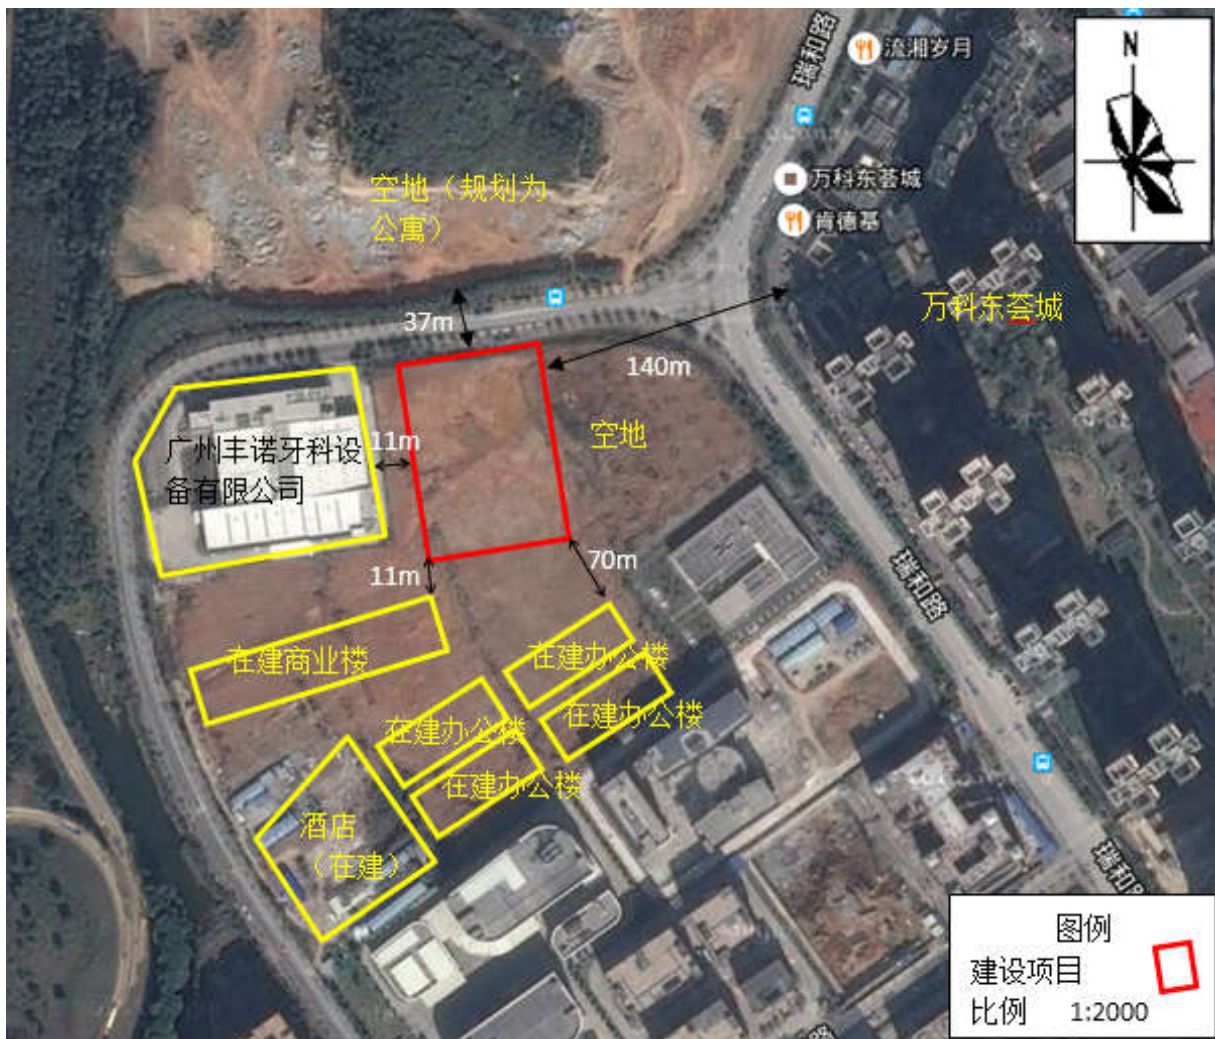 瑞和路
流湘岁月
N
万科东荟城
肯德基
空地（规划为
公寓）
万科东荟城
37m
140m
空地
11m
广州丰诺牙科设
备有限公司
70m
11m
瑞和路
在建商业楼
在建办公楼
在建办公楼
在建办公楼
在建办公楼
酒店
（在建）
瑞和
图例
建设项目
比例 1:2000